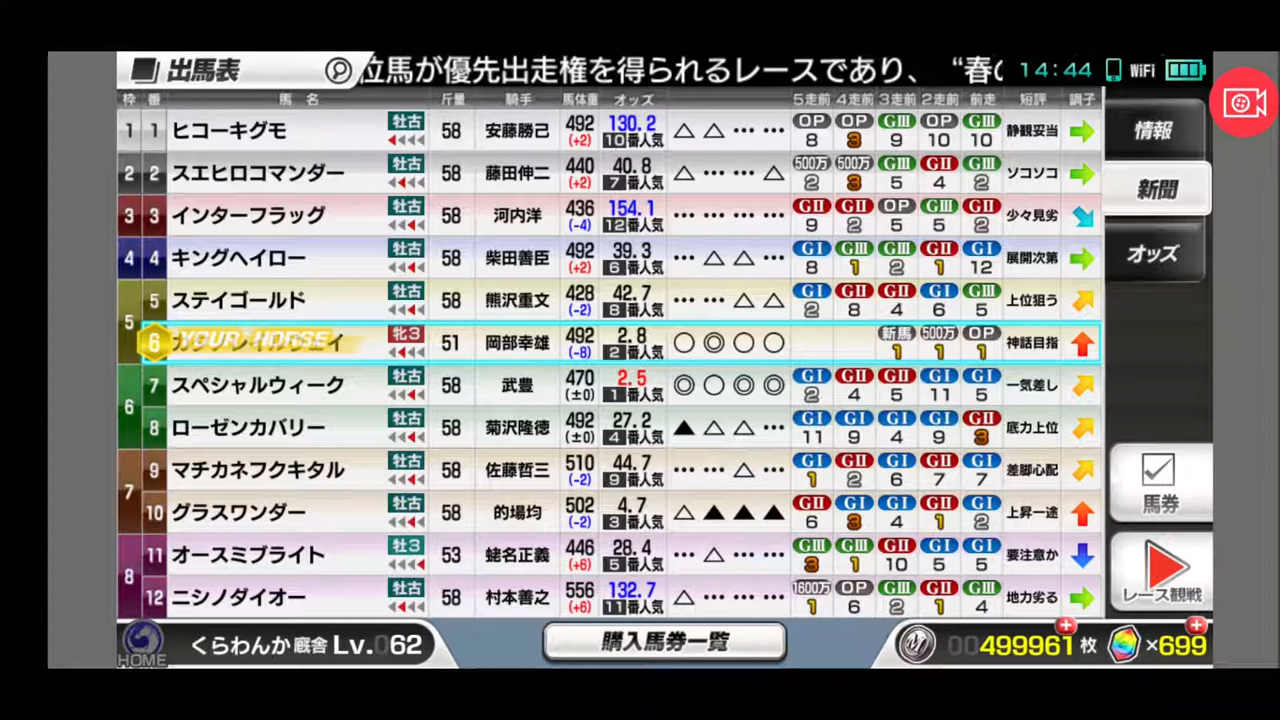 出馬表 位馬が優先出走権を得られるレースであり、“春の 14:44 WiFi
枠 番 馬 名 斤量 騎手 馬体重 オッズ 5走前 4走前 3走前 2走前 前走 短評 調子
1 1 ヒコーキグモ 牡古 58 安藤勝己 492 (+2) 130.2 10番人気 △ △ … … OP 8 OP 3 GIII 9 OP 10 GIII 10 静観妥当
2 2 スエヒロコマンダー 牡古 58 藤田伸二 440 (+2) 40.8 7番人気 △ … … △ 500万 2 500万 3 GIII 5 GII 4 GIII 2 ソコソコ
3 3 インターフラッグ 牡古 58 河内洋 436 (-4) 154.1 12番人気 … … … … GII 9 GII 2 OP 5 GIII 5 GII 2 少々見劣
4 4 キングヘイロー 牡古 58 柴田善臣 492 (+2) 39.3 6番人気 … △ △ … GI 8 GIII 1 GIII 2 GII 1 GI 12 展開次第
5 5 ステイゴールド 牡古 58 熊沢重文 428 (-2) 42.7 8番人気 … … △ △ GI 2 GII 8 GII 4 GII 6 GIII 5 上位狙う
6 YOUR HORSE 牝3 51 岡部幸雄 492 (-8) 2.8 2番人気 ○ ◎ ○ ○ 新馬 1 500万 1 OP 1 神話目指
6 7 スペシャルウィーク 牡古 58 武豊 470 (±0) 2.5 1番人気 ◎ ○ ◎ ◎ GI 2 GII 4 GII 5 GI 11 GI 5 一気差し
8 ローゼンカバリー 牡古 58 菊沢隆徳 492 (±0) 27.2 4番人気 ▲ △ △ … GI 11 GI 9 GI 4 GI 9 GII 3 底力上位
7 9 マチカネフクキタル 牡古 58 佐藤哲三 510 (-2) 44.7 9番人気 … … △ … GI 1 GII 2 GI 6 GI 7 GI 7 差脚心配
10 グラスワンダー 牡古 58 的場均 502 (-2) 4.7 3番人気 △ ▲ ▲ ▲ GII 6 GI 3 GI 4 GII 1 GI 2 上昇一途
8 11 オースミブライト 牡3 53 蛯名正義 446 (+6) 28.4 5番人気 … △ … … GIII 3 GIII 1 GII 10 GI 5 GI 5 要注意か
12 ニシノダイオー 牡古 58 村本善之 556 (+6) 132.7 11番人気 △ … … … 1600万 1 OP 6 GIII 2 GII 1 GIII 4 地力劣る
情報
新聞
オッズ
馬券
レース観戦
HOME くらわんか厩舎 Lv.062 購入馬券一覧 M 00499961枚 ×699